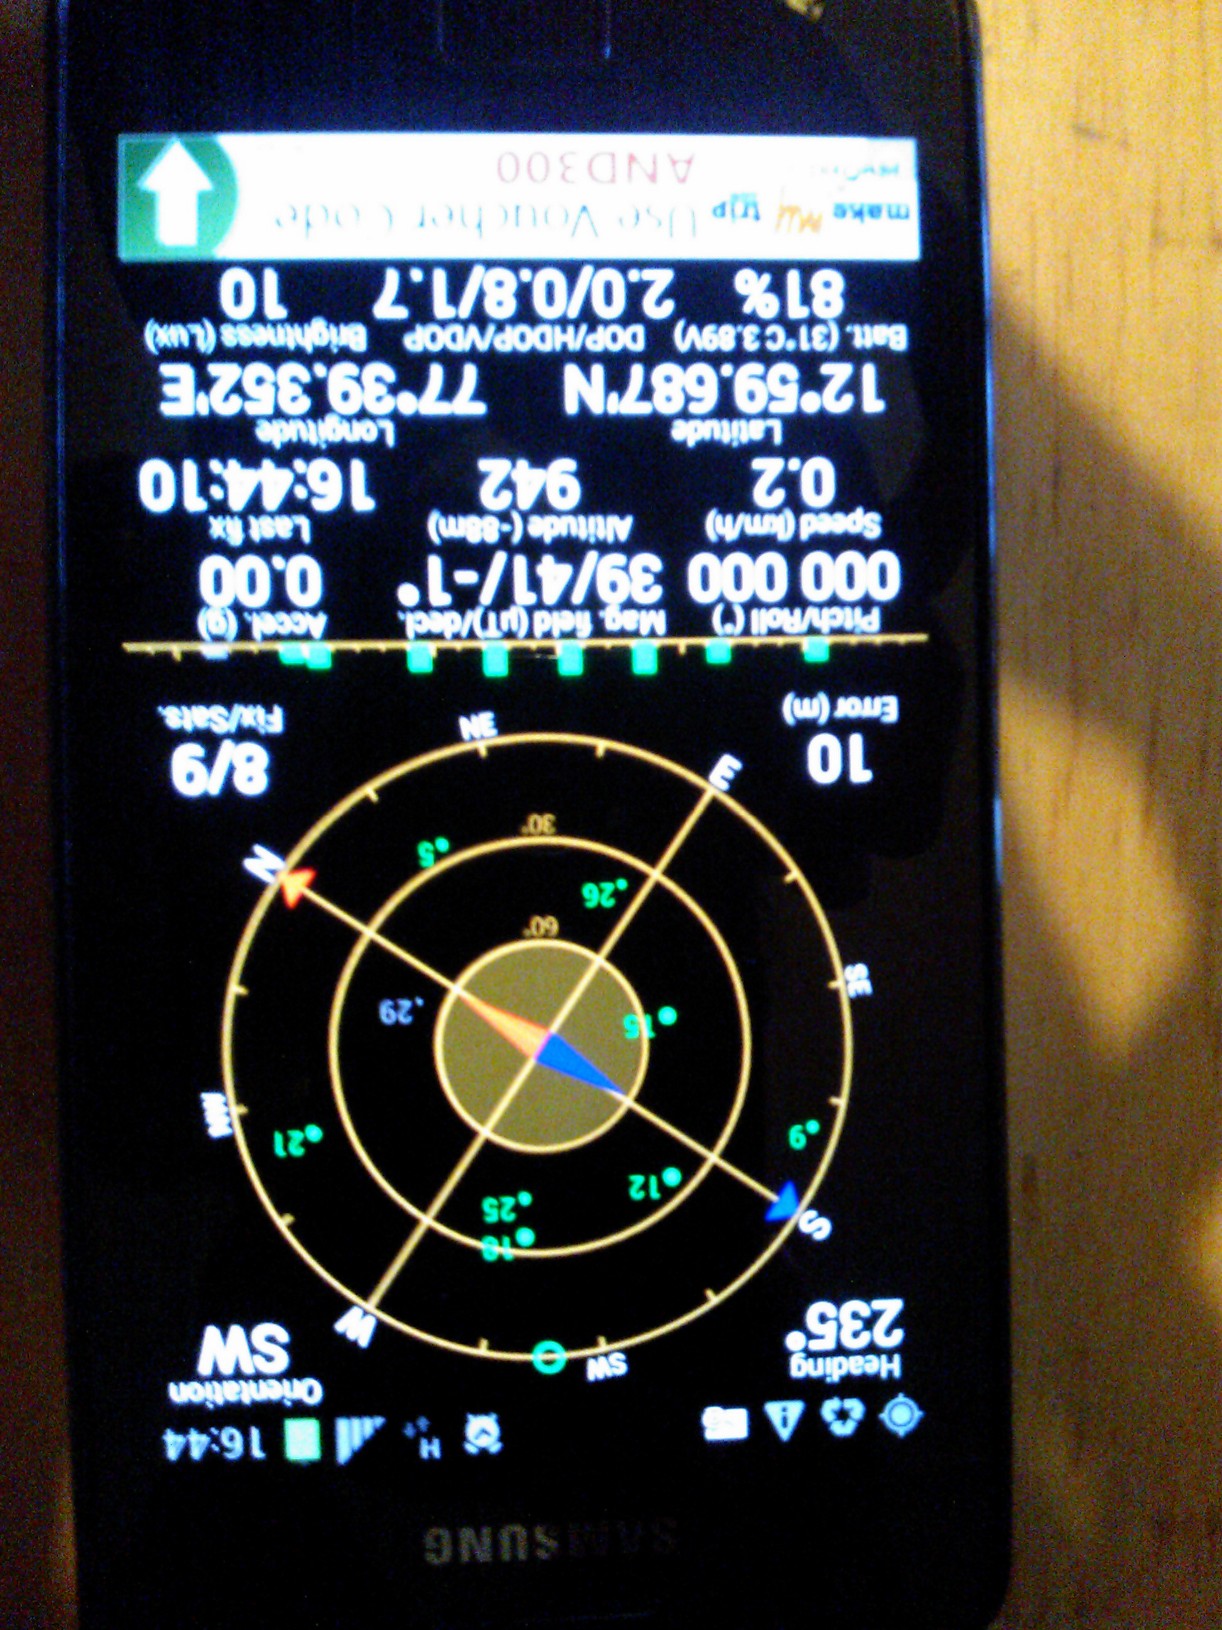 SAMSUNG
H 16:44
Heading Orientation
235° SW
SW
W
S
18
.25
.12
9
.21
NW
15
.29
SE
60°
.26
N
.5
30°
E
NE
10 8/9
Error (m) Fix/Sats.
Pitch/Roll (°) Mag. field (µT)/decl. Accel. (g)
000 000 39/41/-1° 0.00
Speed (km/h) Altitude (-88m) Last fix
0.2 942 16:44:10
Latitude Longitude
12°59.687'N 77°39.352'E
Batt. (31°C 3.89V) DOP/HDOP/VDOP Brightness (Lux)
81% 2.0/0.8/1.7 10
make my trip Use Voucher Code
AND300